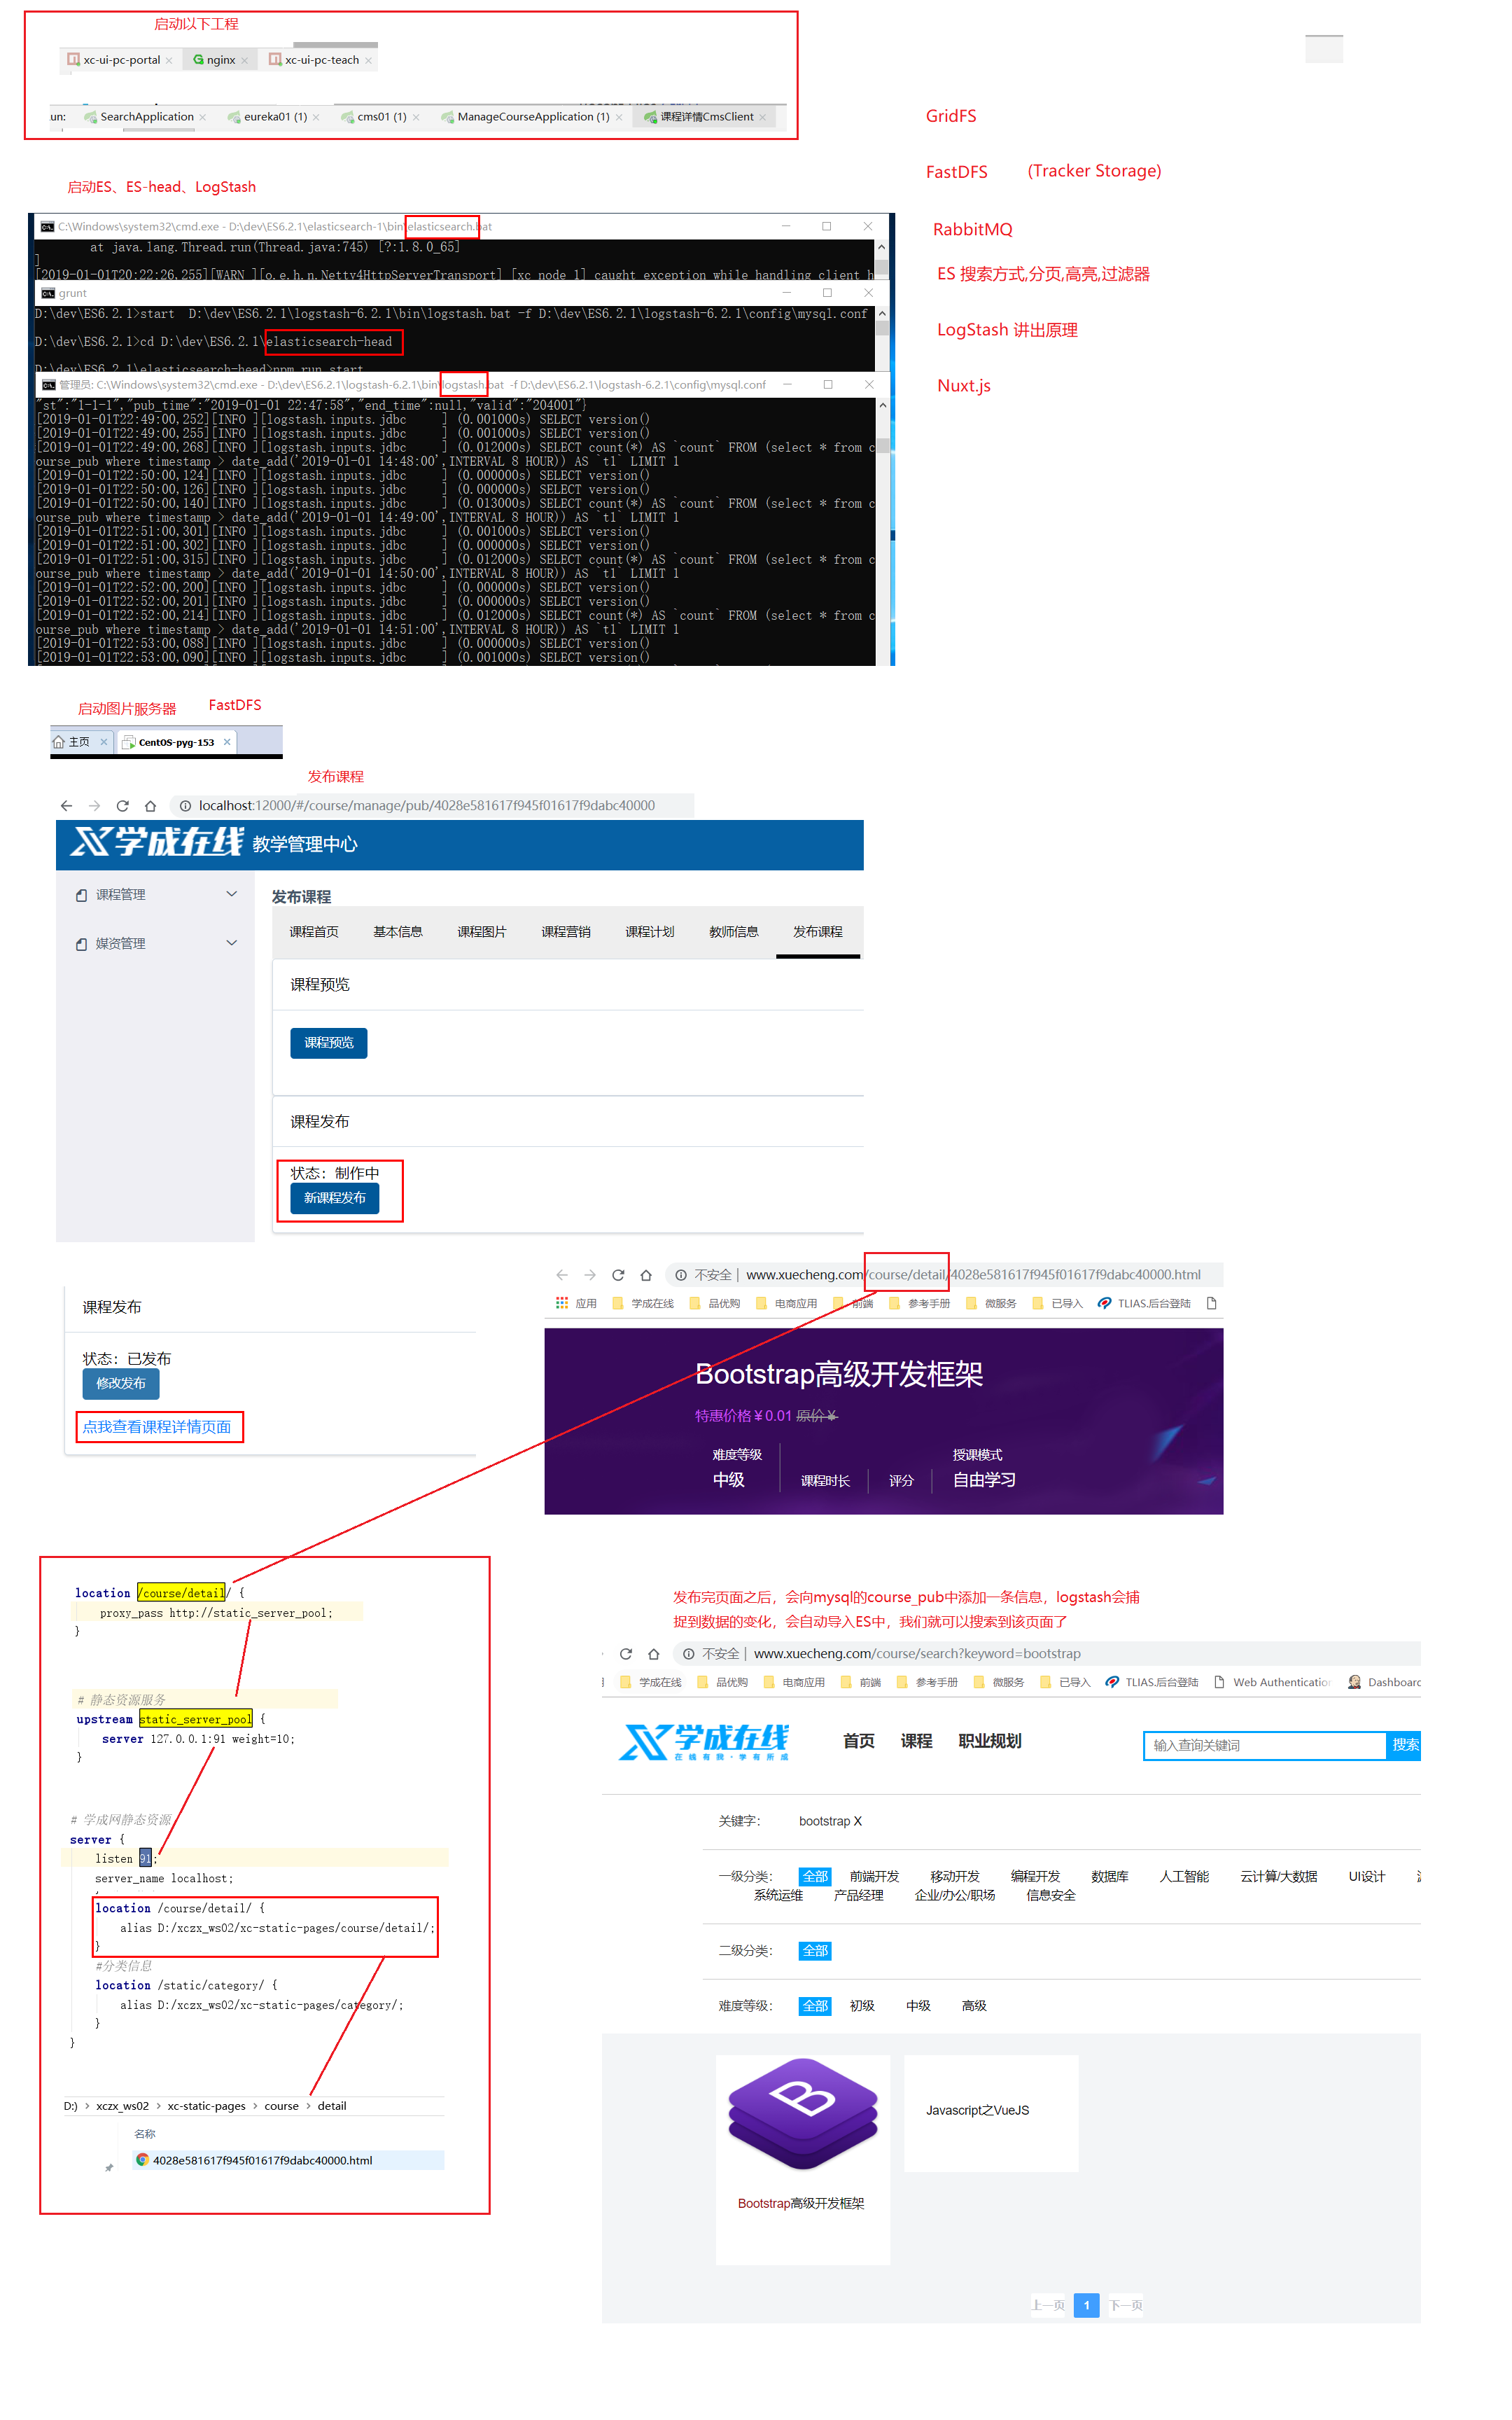 启动以下工程
xc-ui-pc-portal
nginx
xc-ui-pc-teach
un:
SearchApplication
eureka01 (1)
cms01 (1)
ManageCourseApplication (1)
课程详情CmsClient
GridFS
FastDFS (Tracker Storage)
RabbitMQ
ES 搜索方式,分页,高亮,过滤器
LogStash 讲出原理
Nuxt.js
启动ES、ES-head、LogStash
C:\Windows\system32\cmd.exe - D:\dev\ES6.2.1\elasticsearch-1\bin\elasticsearch.bat
at java.lang.Thread.run(Thread.java:745) [?:1.8.0_65]
]
[2019-01-01T20:22:26,255][WARN ][o.e.h.n.Netty4HttpServerTransport] [xc_node_1] caught exception while handling client h
grunt
D:\dev\ES6.2.1>start D:\dev\ES6.2.1\logstash-6.2.1\bin\logstash.bat -f D:\dev\ES6.2.1\logstash-6.2.1\config\mysql.conf
D:\dev\ES6.2.1>cd D:\dev\ES6.2.1\elasticsearch-head
D:\dev\ES6.2.1\elasticsearch-head>npm run start
管理员: C:\Windows\system32\cmd.exe - D:\dev\ES6.2.1\logstash-6.2.1\bin\logstash.bat -f D:\dev\ES6.2.1\logstash-6.2.1\config\mysql.conf
"st":"1-1-1","pub_time":"2019-01-01 22:47:58","end_time":null,"valid":"204001"}
[2019-01-01T22:49:00,252][INFO ][logstash.inputs.jdbc ] (0.001000s) SELECT version()
[2019-01-01T22:49:00,255][INFO ][logstash.inputs.jdbc ] (0.001000s) SELECT version()
[2019-01-01T22:49:00,268][INFO ][logstash.inputs.jdbc ] (0.012000s) SELECT count(*) AS `count` FROM (select * from c
ourse_pub where timestamp > date_add('2019-01-01 14:48:00',INTERVAL 8 HOUR)) AS `t1` LIMIT 1
[2019-01-01T22:50:00,124][INFO ][logstash.inputs.jdbc ] (0.000000s) SELECT version()
[2019-01-01T22:50:00,126][INFO ][logstash.inputs.jdbc ] (0.000000s) SELECT version()
[2019-01-01T22:50:00,140][INFO ][logstash.inputs.jdbc ] (0.013000s) SELECT count(*) AS `count` FROM (select * from c
ourse_pub where timestamp > date_add('2019-01-01 14:49:00',INTERVAL 8 HOUR)) AS `t1` LIMIT 1
[2019-01-01T22:51:00,301][INFO ][logstash.inputs.jdbc ] (0.001000s) SELECT version()
[2019-01-01T22:51:00,302][INFO ][logstash.inputs.jdbc ] (0.000000s) SELECT version()
[2019-01-01T22:51:00,315][INFO ][logstash.inputs.jdbc ] (0.012000s) SELECT count(*) AS `count` FROM (select * from c
ourse_pub where timestamp > date_add('2019-01-01 14:50:00',INTERVAL 8 HOUR)) AS `t1` LIMIT 1
[2019-01-01T22:52:00,200][INFO ][logstash.inputs.jdbc ] (0.000000s) SELECT version()
[2019-01-01T22:52:00,201][INFO ][logstash.inputs.jdbc ] (0.000000s) SELECT version()
[2019-01-01T22:52:00,214][INFO ][logstash.inputs.jdbc ] (0.012000s) SELECT count(*) AS `count` FROM (select * from c
ourse_pub where timestamp > date_add('2019-01-01 14:51:00',INTERVAL 8 HOUR)) AS `t1` LIMIT 1
[2019-01-01T22:53:00,088][INFO ][logstash.inputs.jdbc ] (0.000000s) SELECT version()
[2019-01-01T22:53:00,090][INFO ][logstash.inputs.jdbc ] (0.001000s) SELECT version()
启动图片服务器 FastDFS
主页 CentOS-pyg-153
发布课程
localhost:12000/#/course/manage/pub/4028e581617f945f01617f9dabc40000
学成在线 教学管理中心
课程管理
媒资管理
发布课程
课程首页 基本信息 课程图片 课程营销 课程计划 教师信息 发布课程
课程预览
课程预览
课程发布
状态：制作中
新课程发布
课程发布
状态：已发布
修改发布
点我查看课程详情页面
不安全 | www.xuecheng.com/course/detail/4028e581617f945f01617f9dabc40000.html
应用 学成在线 品优购 电商应用 前端 参考手册 微服务 已导入 TLIAS.后台登陆
Bootstrap高级开发框架
特惠价格￥0.01 原价￥
难度等级 授课模式
中级 课程时长 评分 自由学习
location /course/detail/ {
proxy_pass http://static_server_pool;
}
# 静态资源服务
upstream static_server_pool {
server 127.0.0.1:91 weight=10;
}
# 学成网静态资源
server {
listen 91;
server_name localhost;
location /course/detail/ {
alias D:/xczx_ws02/xc-static-pages/course/detail/;
}
#分类信息
location /static/category/ {
alias D:/xczx_ws02/xc-static-pages/category/;
}
}
D:) > xczx_ws02 > xc-static-pages > course > detail
名称
4028e581617f945f01617f9dabc40000.html
发布完页面之后，会向mysql的course_pub中添加一条信息，logstash会捕
捉到数据的变化，会自动导入ES中，我们就可以搜索到该页面了
不安全 | www.xuecheng.com/course/search?keyword=bootstrap
学成在线 品优购 电商应用 前端 参考手册 微服务 已导入 TLIAS.后台登陆 Web Authenticatio Dashboard
学成在线
在线有我·学有所成
首页 课程 职业规划
输入查询关键词 搜索
关键字： bootstrap X
一级分类： 全部 前端开发 移动开发 编程开发 数据库 人工智能 云计算/大数据 UI设计
系统运维 产品经理 企业/办公/职场 信息安全
二级分类： 全部
难度等级： 全部 初级 中级 高级
B
Javascript之VueJS
Bootstrap高级开发框架
上一页 1 下一页